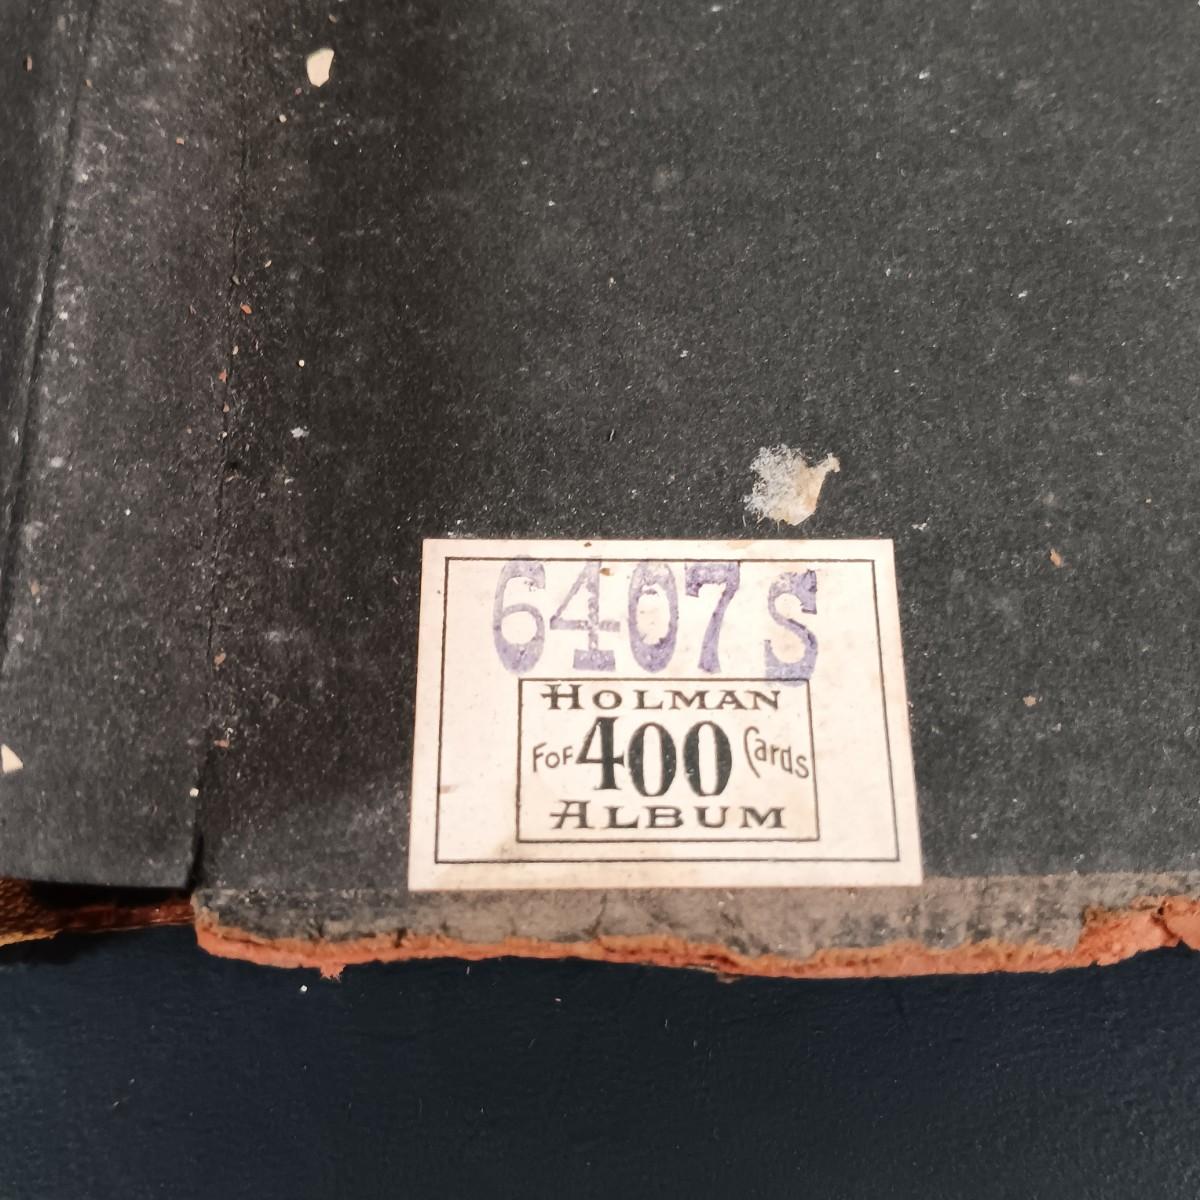 6407 S
HOLMAN
FOR 400 Cards
ALBUM